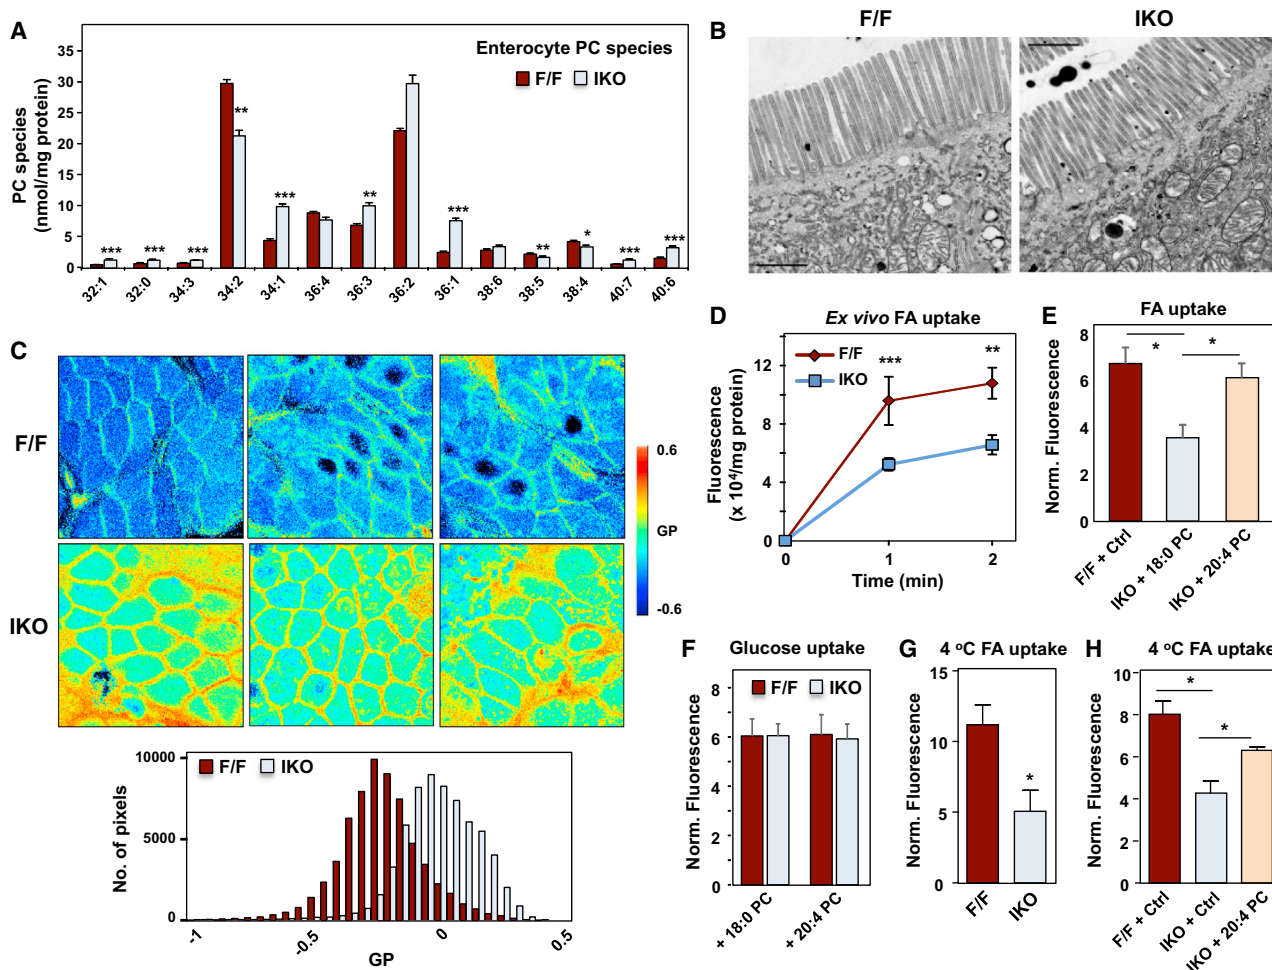 A
Enterocyte PC species
F/F IKO
PC species
(nmol/mg protein)
35
30
25
20
15
10
5
0
*** *** *** ** *** ** *** ** * *** ***
32:1 32:0 34:3 34:2 34:1 36:4 36:3 36:2 36:1 38:6 38:5 38:4 40:7 40:6
B
F/F IKO
C
F/F
IKO
0.6
GP
-0.6
F/F IKO
No. of pixels
10000
5000
0
-1 -0.5 0 0.5
GP
D
Ex vivo FA uptake
F/F
IKO
*** **
Fluorescence
(x 10⁴/mg protein)
12
8
4
0
0 1 2
Time (min)
E
FA uptake
Norm. Fluorescence
8
6
4
2
0
* *
F/F + Ctrl
IKO + 18:0 PC
IKO + 20:4 PC
F
Glucose uptake
F/F IKO
Norm. Fluorescence
8
6
4
2
0
+ 18:0 PC
+ 20:4 PC
G
4 °C FA uptake
Norm. Fluorescence
15
10
5
0
*
F/F
IKO
H
4 °C FA uptake
Norm. Fluorescence
10
8
6
4
2
0
* *
F/F + Ctrl
IKO + Ctrl
IKO + 20:4 PC